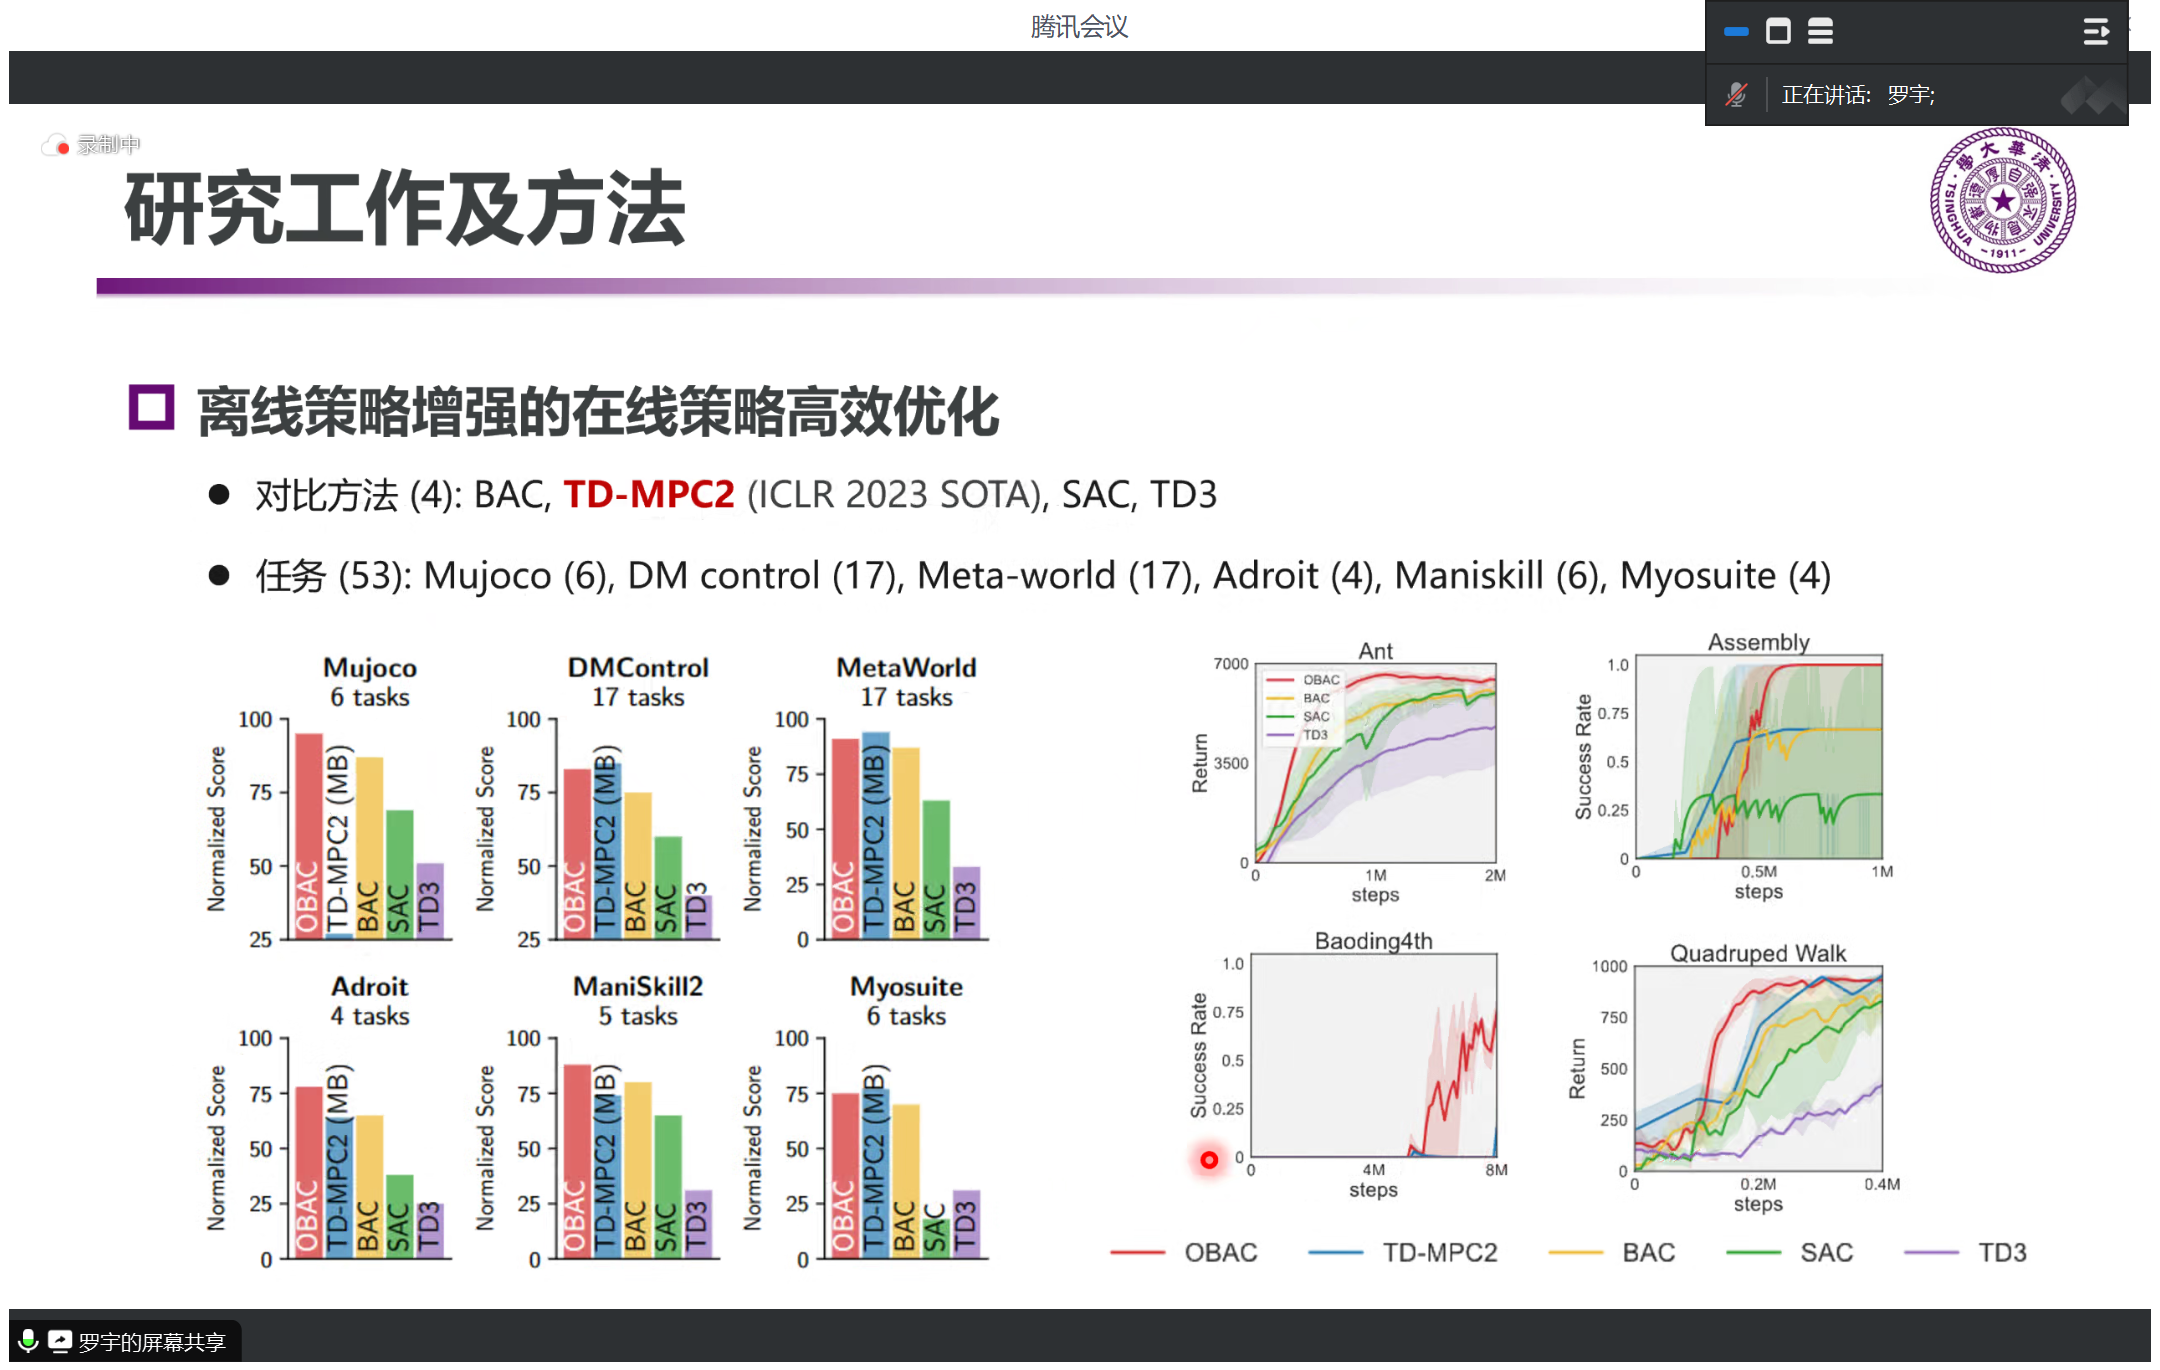 腾讯会议
正在讲话: 罗宇;
录制中
研究工作及方法
清華大學
TSINGHUA UNIVERSITY
-1911-
离线策略增强的在线策略高效优化
对比方法 (4): BAC, TD-MPC2 (ICLR 2023 SOTA), SAC, TD3
任务 (53): Mujoco (6), DM control (17), Meta-world (17), Adroit (4), Maniskill (6), Myosuite (4)
Mujoco
6 tasks
Normalized Score
100
75
50
25
OBAC
TD-MPC2 (MB)
BAC
SAC
TD3
DMControl
17 tasks
Normalized Score
100
75
50
25
OBAC
TD-MPC2 (MB)
BAC
SAC
TD3
MetaWorld
17 tasks
Normalized Score
100
75
50
25
0
OBAC
TD-MPC2 (MB)
BAC
SAC
TD3
Adroit
4 tasks
Normalized Score
100
75
50
25
0
OBAC
TD-MPC2 (MB)
BAC
SAC
TD3
ManiSkill2
5 tasks
Normalized Score
100
75
50
25
0
OBAC
TD-MPC2 (MB)
BAC
SAC
TD3
Myosuite
6 tasks
Normalized Score
100
75
50
25
0
OBAC
TD-MPC2 (MB)
BAC
SAC
TD3
Ant
Return
7000
3500
0
OBAC
BAC
SAC
TD3
0 1M 2M
steps
Assembly
Success Rate
1.0
0.75
0.5
0.25
0
0 0.5M 1M
steps
Baoding4th
Success Rate
1.0
0.75
0.5
0.25
0
0 4M 8M
steps
Quadruped Walk
Return
1000
750
500
250
0
0 0.2M 0.4M
steps
OBAC TD-MPC2 BAC SAC TD3
罗宇的屏幕共享